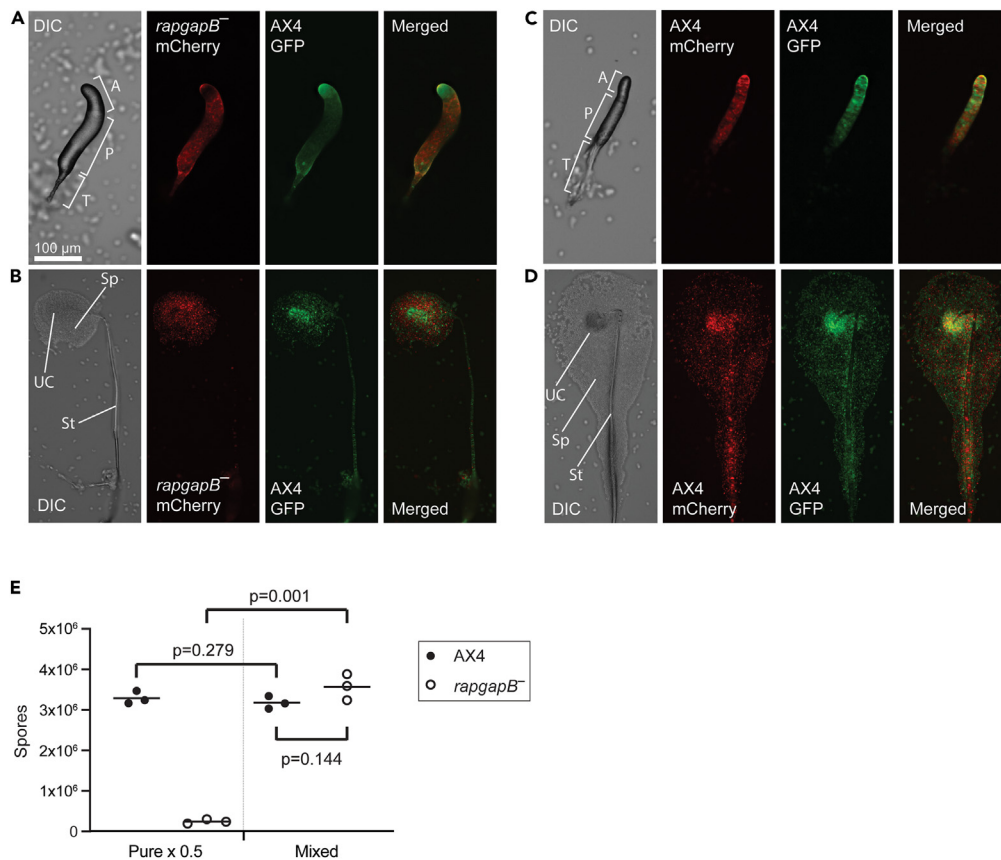 A
DIC
rapgapB⁻
mCherry
AX4
GFP
Merged
A
P
T
100 µm
B
Sp
UC
St
DIC
rapgapB⁻
mCherry
AX4
GFP
Merged
C
DIC
AX4
mCherry
AX4
GFP
Merged
A
P
T
D
UC
Sp
St
DIC
AX4
mCherry
AX4
GFP
Merged
E
p=0.001
p=0.279
p=0.144
5x10⁶
4x10⁶
3x10⁶
2x10⁶
1x10⁶
0
Spores
Pure x 0.5
Mixed
AX4
rapgapB⁻